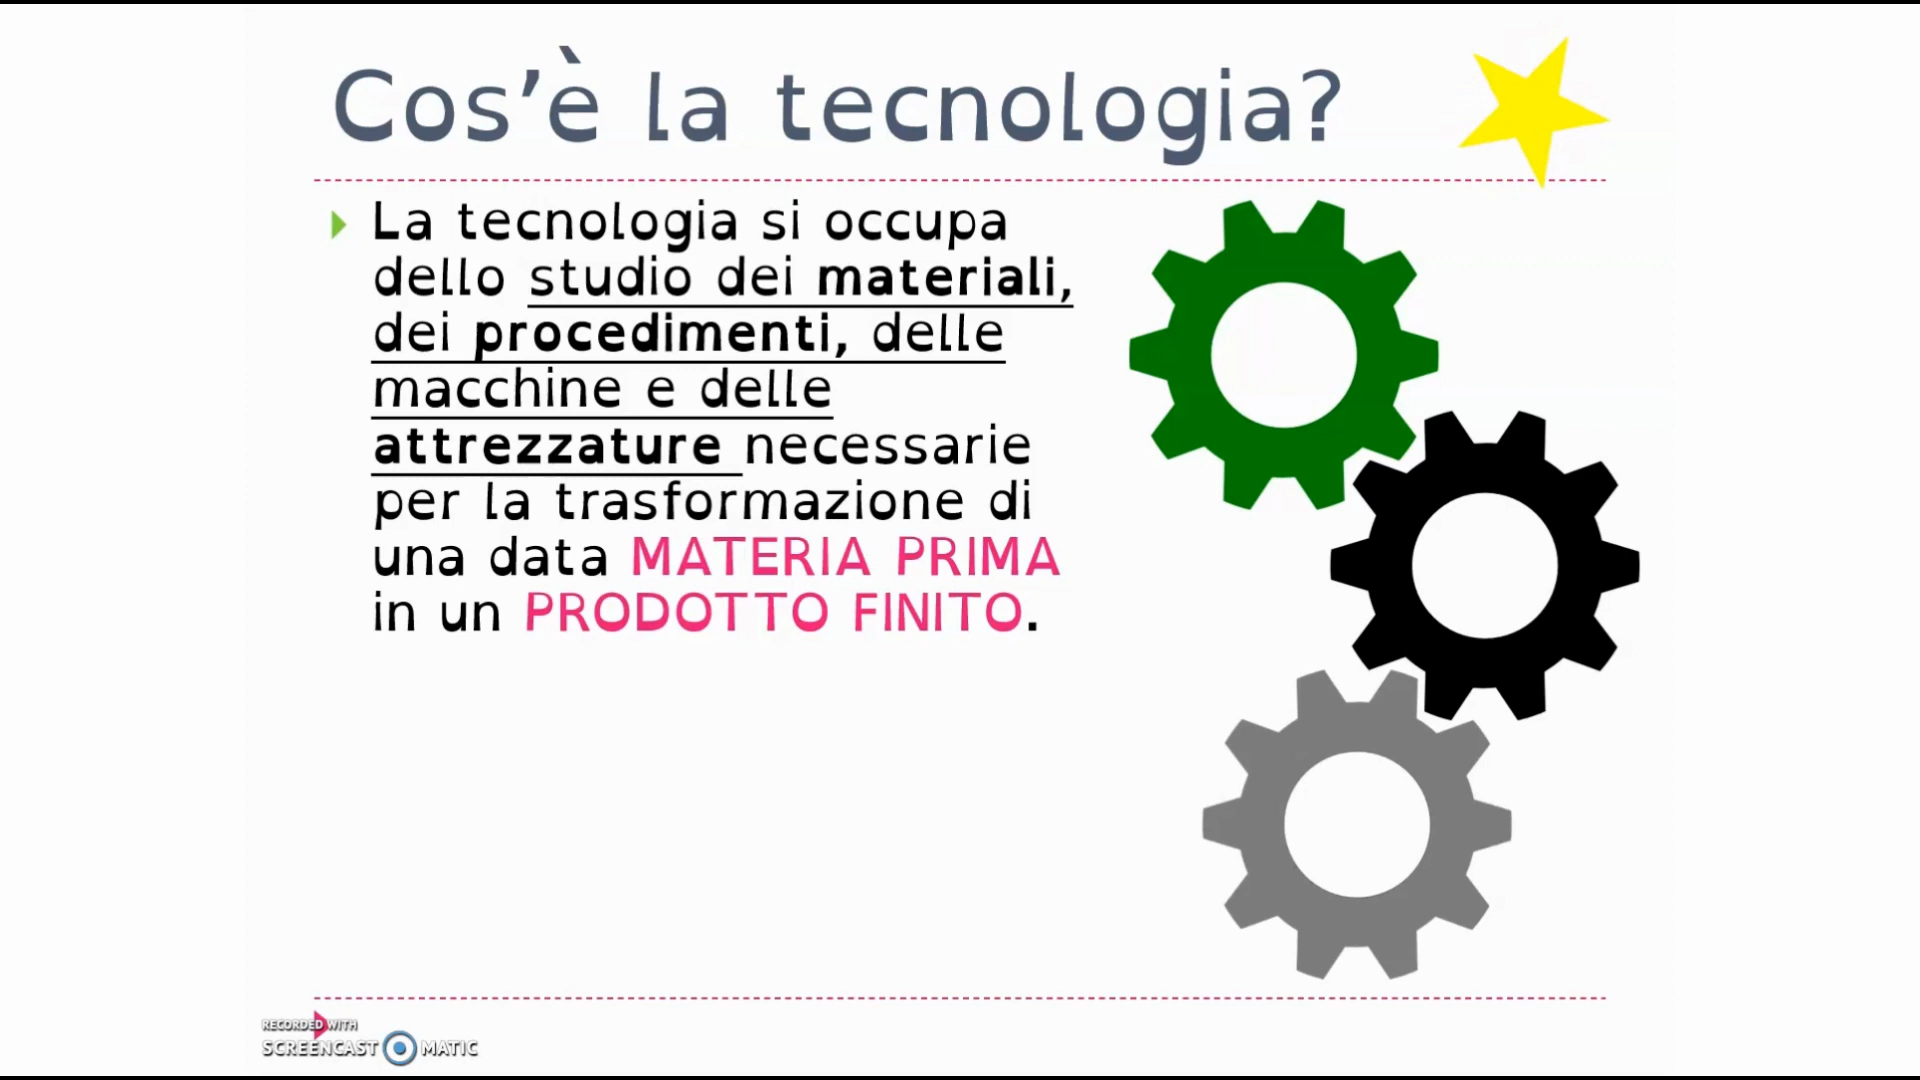 Cos’è la tecnologia?
La tecnologia si occupa
dello studio dei materiali,
dei procedimenti, delle
macchine e delle
attrezzature necessarie
per la trasformazione di
una data MATERIA PRIMA
in un PRODOTTO FINITO.
RECORDED WITH
SCREENCAST MATIC